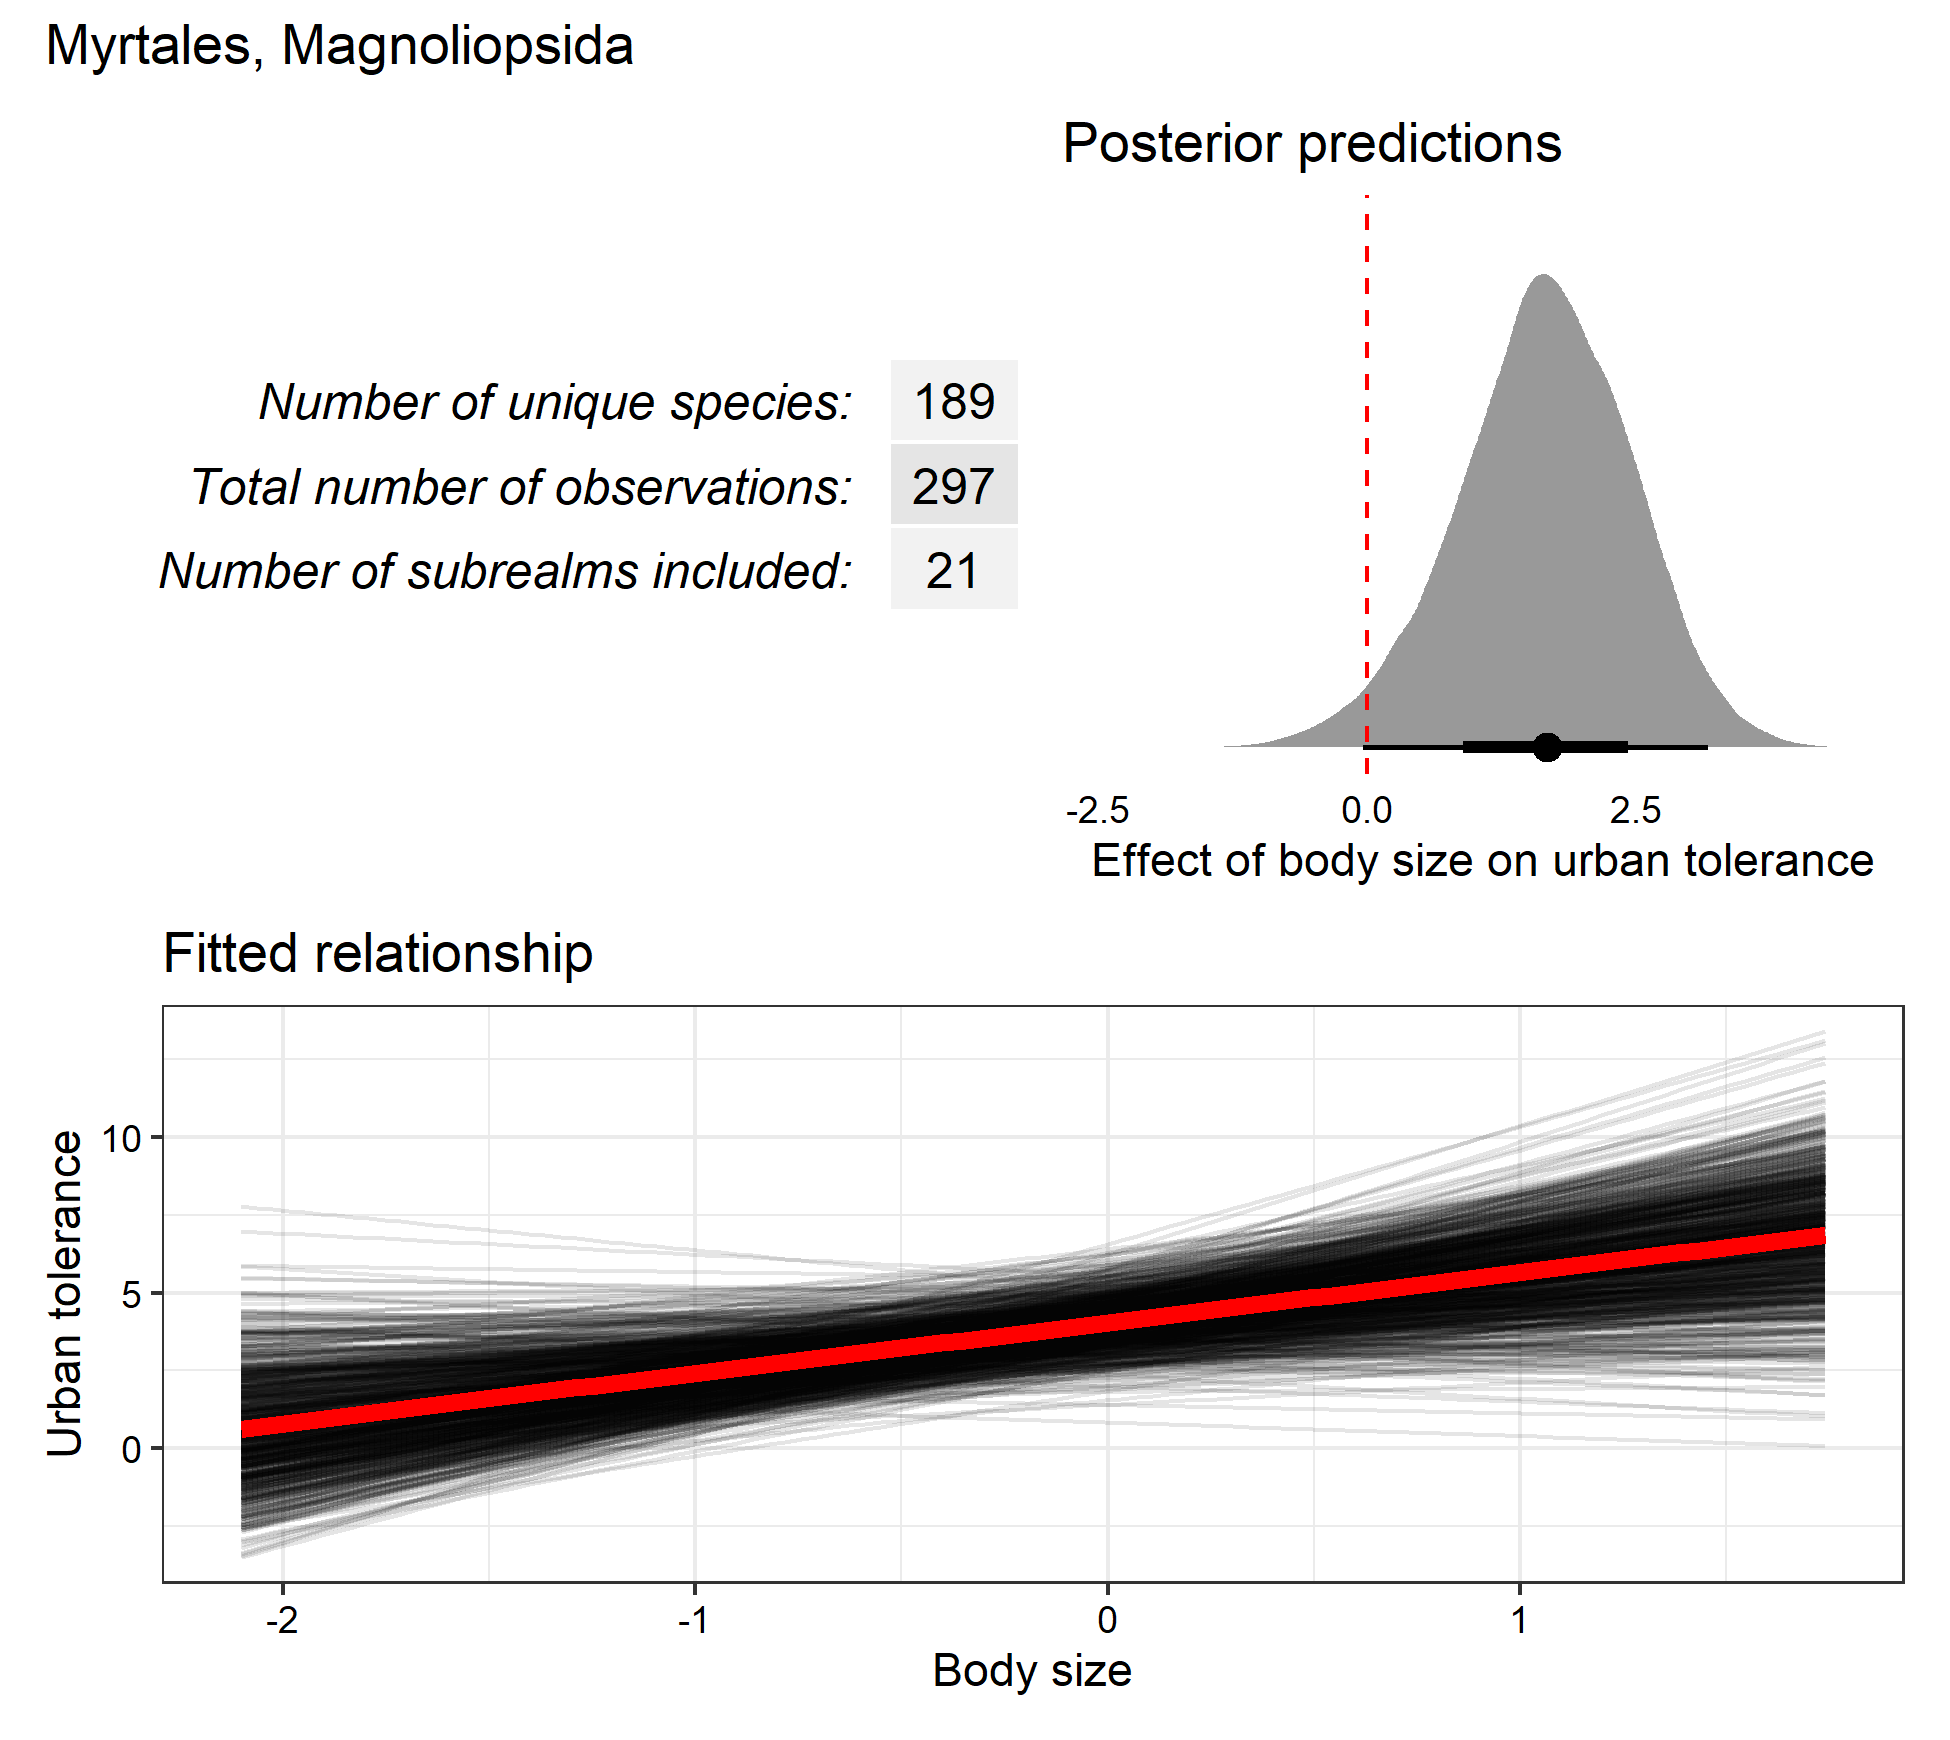 Myrtales, Magnoliopsida
Number of unique species: 189
Total number of observations: 297
Number of subrealms included: 21
Posterior predictions
-2.5 0.0 2.5
Effect of body size on urban tolerance
Fitted relationship
Urban tolerance
10
5
0
-2 -1 0 1
Body size